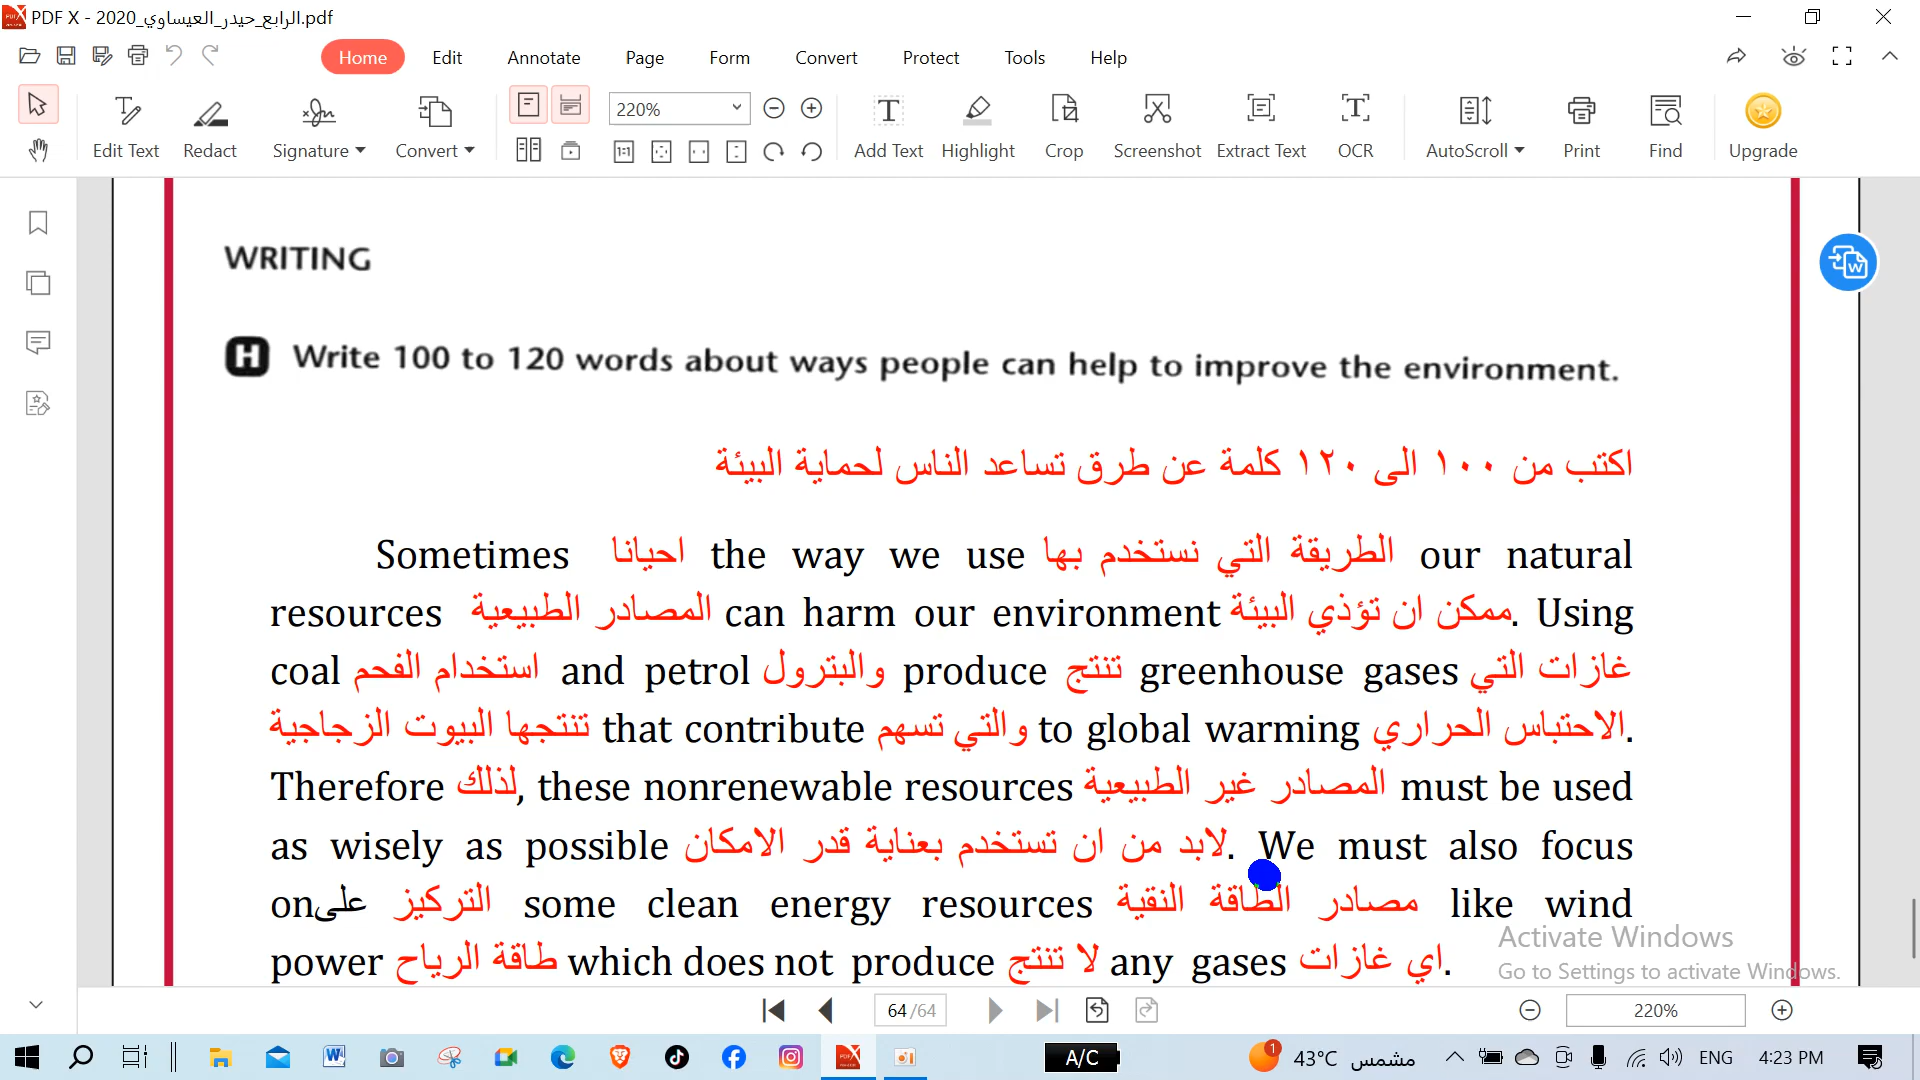 PDF X - 2020_الرابع_حيدر_العيساوي.pdf
Home Edit Annotate Page Form Convert Protect Tools Help
220%
Edit Text Redact Signature Convert Add Text Highlight Crop Screenshot Extract Text OCR AutoScroll Print Find Upgrade
WRITING
H Write 100 to 120 words about ways people can help to improve the environment.
اكتب من ١٠٠ الى ١٢٠ كلمة عن طرق تساعد الناس لحماية البيئة
Sometimes احيانا the way we use الطريقة التي نستخدم بها our natural
resources المصادر الطبيعية can harm our environment ممكن ان تؤذي البيئة. Using
coal استخدام الفحم and petrol والبترول produce تنتج greenhouse gases غازات التي
تنتجها البيوت الزجاجية that contribute والتي تسهم to global warming الاحتباس الحراري.
Therefore لذلك, these nonrenewable resources المصادر غير الطبيعية must be used
as wisely as possible لابد من ان تستخدم بعناية قدر الامكان. We must also focus
on على التركيز some clean energy resources مصادر الطاقة النقية like wind
power طاقة الرياح which does not produce لا تنتج any gases اي غازات.
Activate Windows
Go to Settings to activate Windows.
64 /64
220%
A/C 1 43°C مشمس ENG 4:23 PM